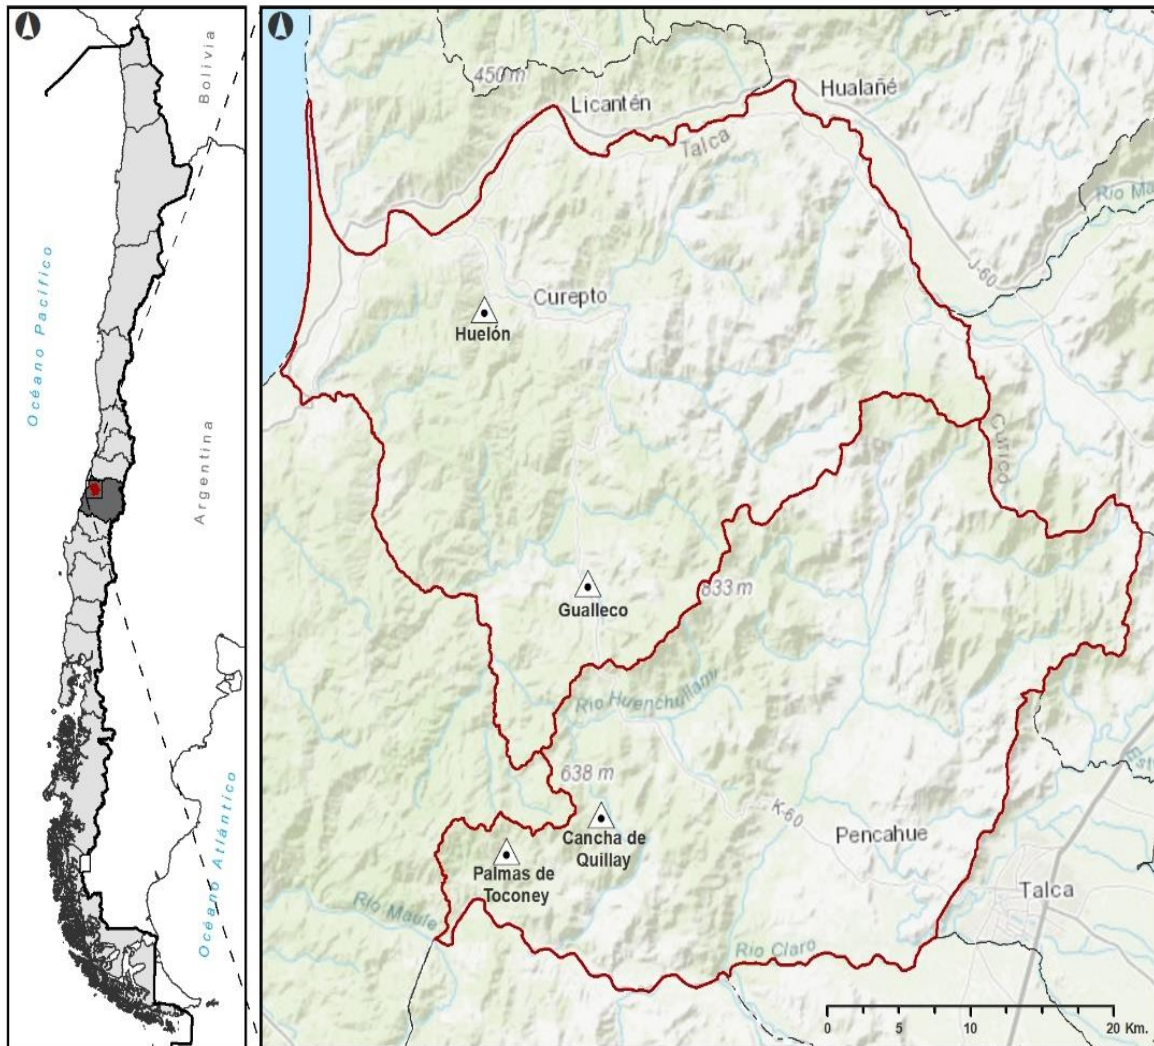 Bolivia
Océano Pacífico
Argentina
Océano Atlántico
450 m
Licantén
Hualañé
Talca
Río Ma
J-60
Curepto
Huelón
Curicó
833 m
Gualleco
Río Huenchullami
638 m
K-60
Cancha de
Quillay
Pencahue
Palmas de
Toconey
Talca
Río Maule
Río Claro
Est
0 5 10 20 Km.